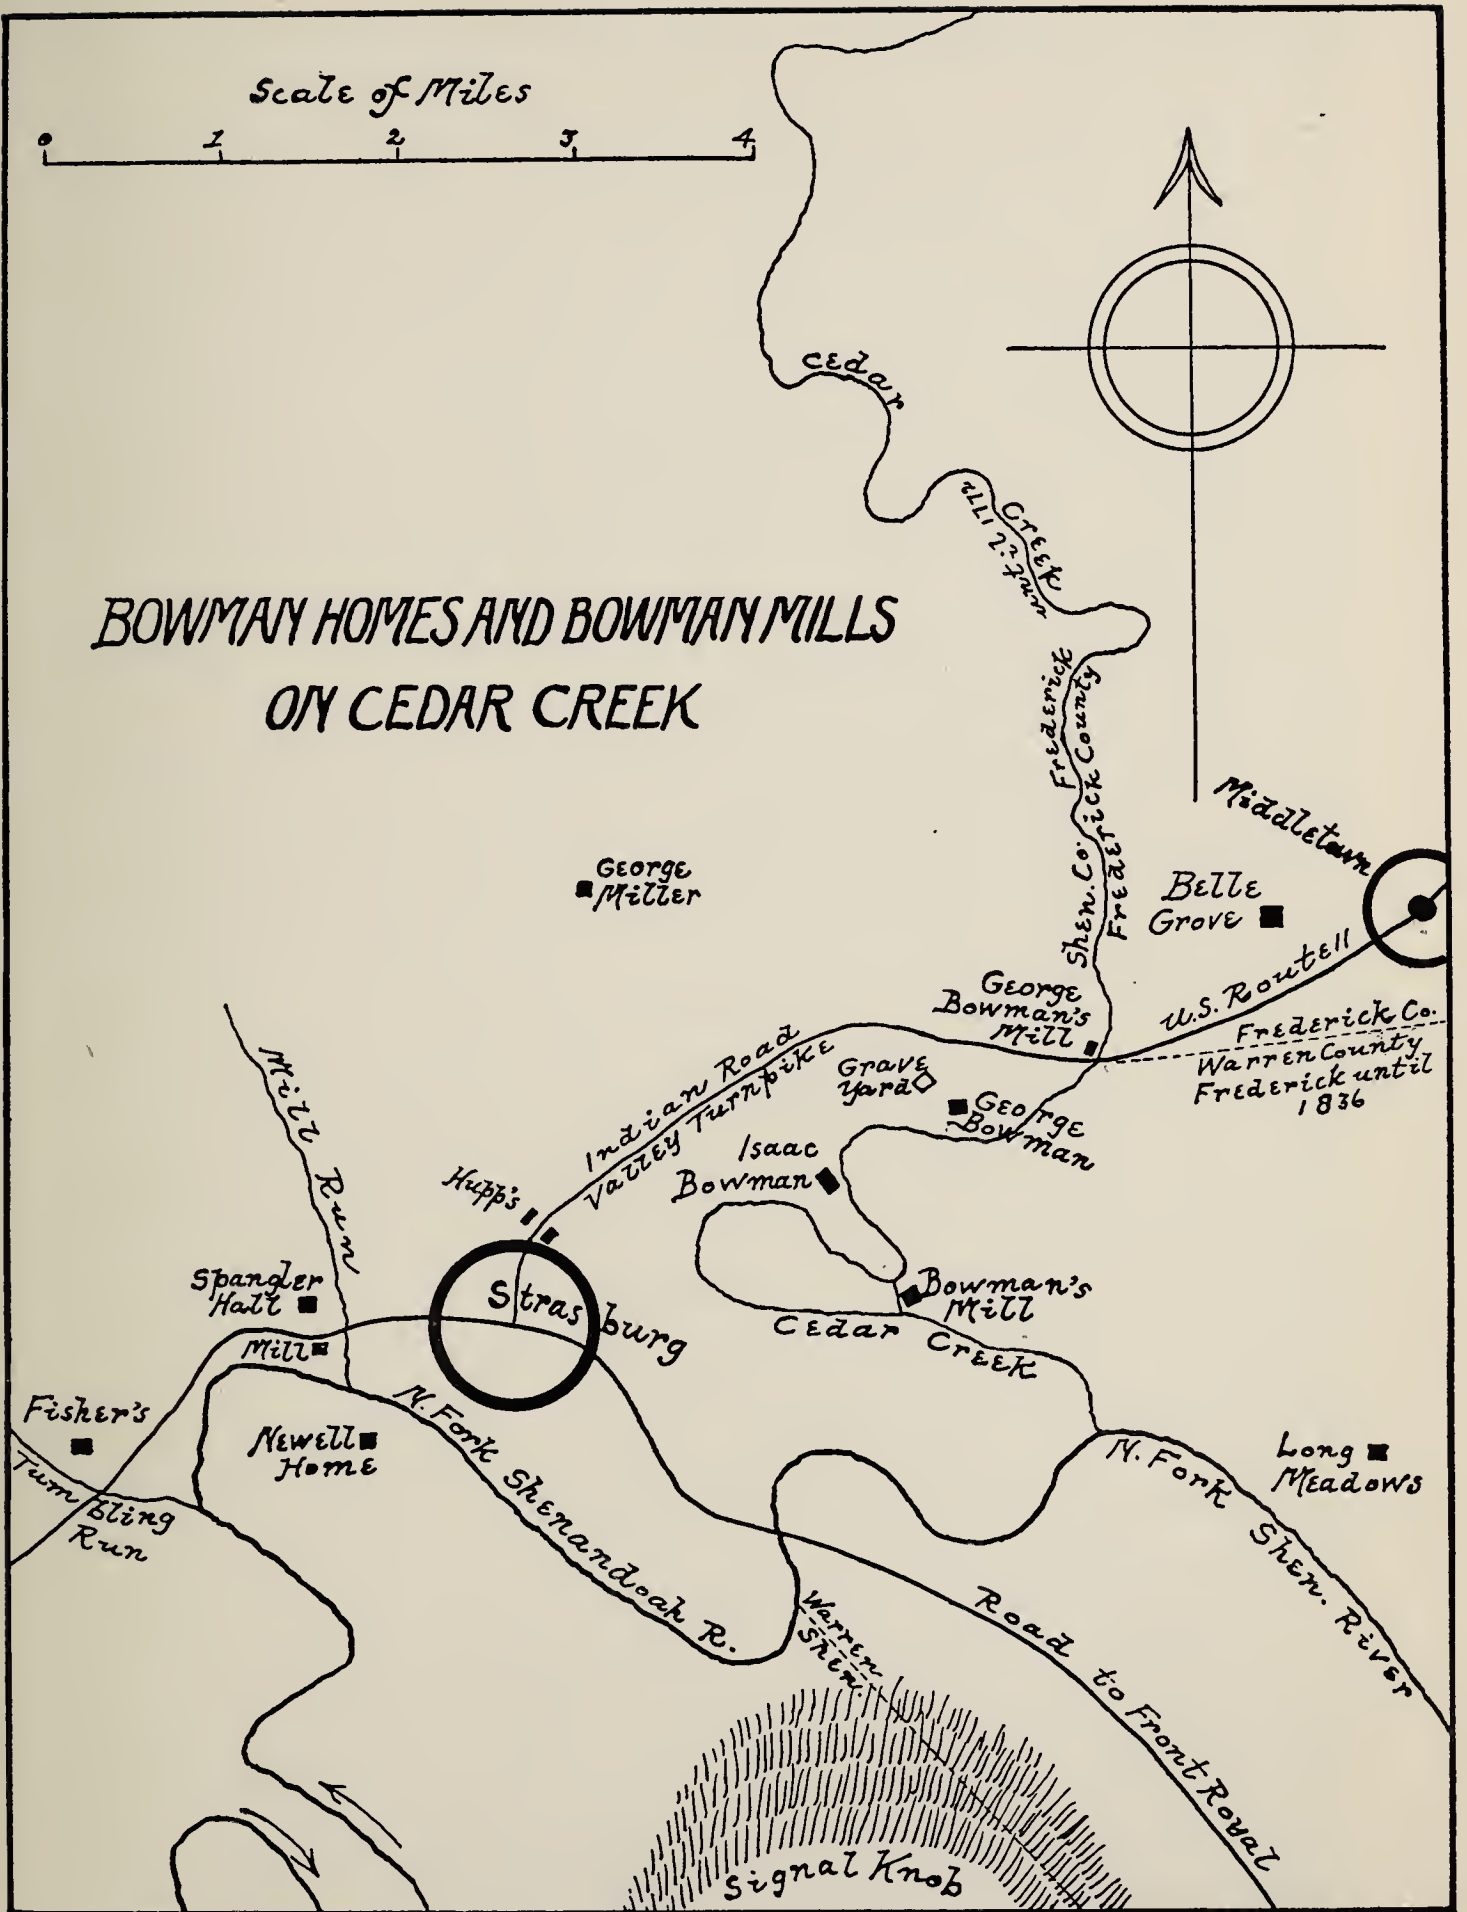 Scale of Miles
0 1 2 3 4
Cedar
Creek
until 1772
BOWMAN HOMES AND BOWMAN MILLS
ON CEDAR CREEK
Frederick
Shen. Co.
Frederick County
Middletown
George
Miller
Belle
Grove
U.S. Route 11
George
Bowman's
Mill
Frederick Co.
Warren County
Frederick until
1836
Indian Road
Valley Turnpike
Grave
Yard
George
Bowman
Isaac
Bowman
Mill Run
Hupp's
Spangler
Hall
Strasburg
Bowman's
Mill
Cedar Creek
Mill
Fisher's
Newell
Home
N. Fork Shenandoah R.
N. Fork Shen. River
Long
Meadows
Tumbling
Run
Warren
Shen.
Road to Front Royal
Signal Knob